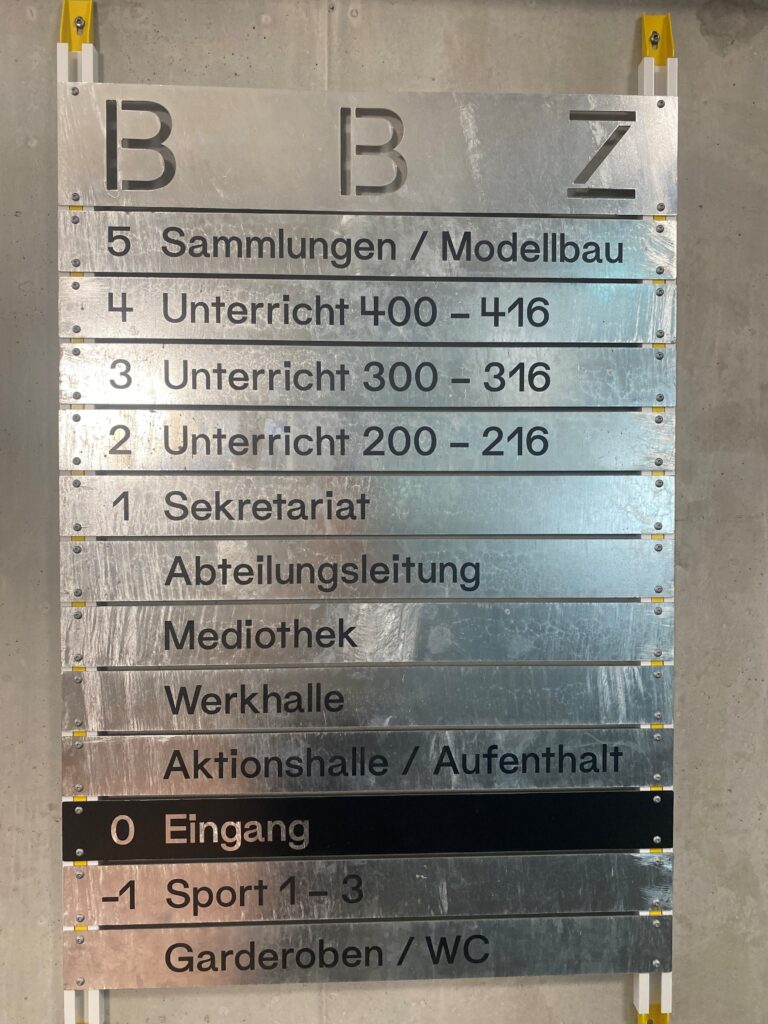 B B Z
5 Sammlungen / Modellbau
4 Unterricht 400 – 416
3 Unterricht 300 – 316
2 Unterricht 200 – 216
1 Sekretariat
Abteilungsleitung
Mediothek
Werkhalle
Aktionshalle / Aufenthalt
0 Eingang
–1 Sport 1 – 3
Garderoben / WC